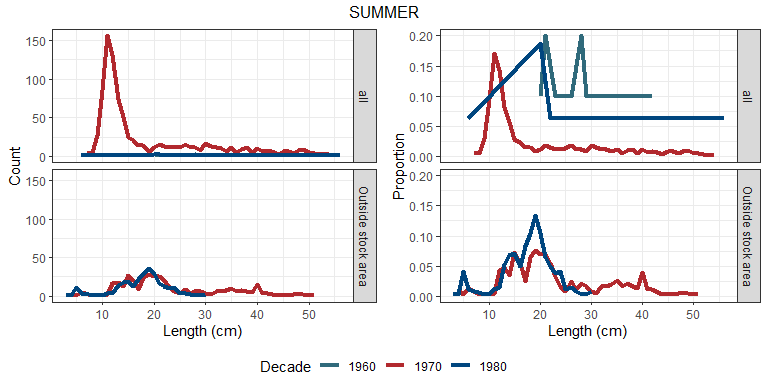 SUMMER
Count
150
100
50
0
all
150
100
50
0
Outside stock area
10 20 30 40 50
Length (cm)
Proportion
0.20
0.15
0.10
0.05
0.00
all
0.20
0.15
0.10
0.05
0.00
Outside stock area
10 20 30 40 50
Length (cm)
Decade 1960 1970 1980